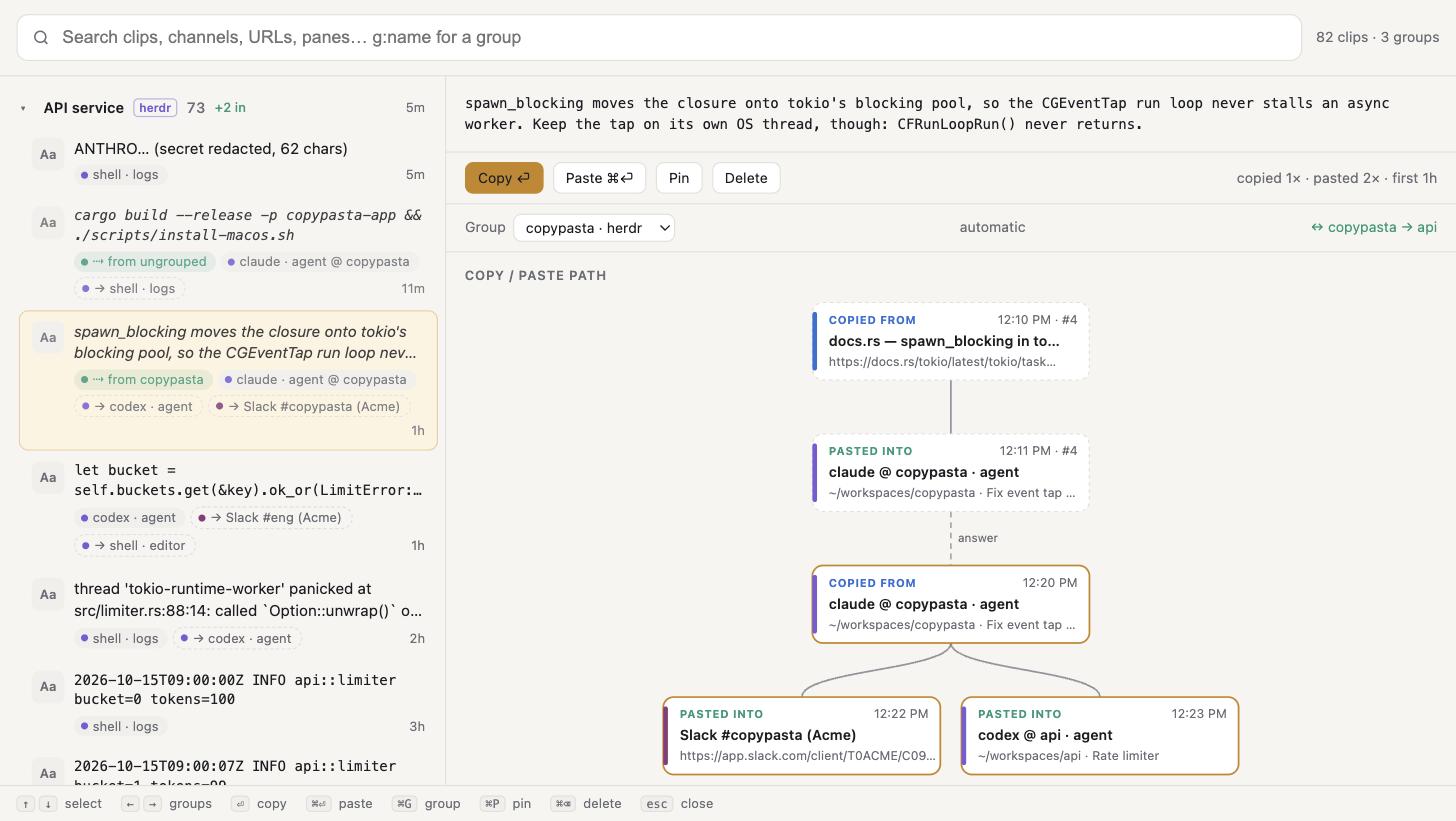 Search clips, channels, URLs, panes… g:name for a group
82 clips · 3 groups
▾ API service herdr 73 +2 in 5m
Aa ANTHRO… (secret redacted, 62 chars)
shell · logs 5m
Aa cargo build --release -p copypasta-app &&
./scripts/install-macos.sh
⤑ from ungrouped claude · agent @ copypasta
→ shell · logs 11m
Aa spawn_blocking moves the closure onto tokio's
blocking pool, so the CGEventTap run loop nev…
⤑ from copypasta claude · agent @ copypasta
→ codex · agent → Slack #copypasta (Acme)
1h
Aa let bucket =
self.buckets.get(&key).ok_or(LimitError:…
codex · agent → Slack #eng (Acme)
→ shell · editor 1h
Aa thread 'tokio-runtime-worker' panicked at
src/limiter.rs:88:14: called `Option::unwrap()` o…
shell · logs → codex · agent 2h
Aa 2026-10-15T09:00:00Z INFO api::limiter
bucket=0 tokens=100
shell · logs 3h
Aa 2026-10-15T09:00:07Z INFO api::limiter
bucket=1 tokens=99
spawn_blocking moves the closure onto tokio's blocking pool, so the CGEventTap run loop never stalls an async
worker. Keep the tap on its own OS thread, though: CFRunLoopRun() never returns.
Copy ⏎ Paste ⌘⏎ Pin Delete copied 1× · pasted 2× · first 1h
Group copypasta · herdr automatic ↔ copypasta → api
COPY / PASTE PATH
COPIED FROM 12:10 PM · #4
docs.rs — spawn_blocking in to…
https://docs.rs/tokio/latest/tokio/task…
PASTED INTO 12:11 PM · #4
claude @ copypasta · agent
~/workspaces/copypasta · Fix event tap …
answer
COPIED FROM 12:20 PM
claude @ copypasta · agent
~/workspaces/copypasta · Fix event tap …
PASTED INTO 12:22 PM
Slack #copypasta (Acme)
https://app.slack.com/client/T0ACME/C09…
PASTED INTO 12:23 PM
codex @ api · agent
~/workspaces/api · Rate limiter
↑ ↓ select ← → groups ⏎ copy ⌘⏎ paste ⌘G group ⌘P pin ⌘⌫ delete esc close